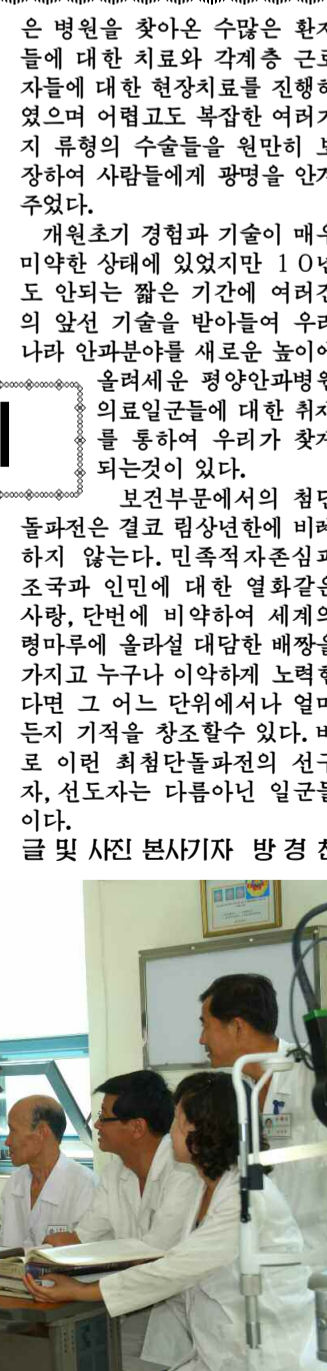 은 병원을 찾아온 수많은 환자
들에 대한 치료와 각계층 근로
자들에 대한 현장치료를 진행하
였으며 어렵고도 복잡한 여러가
지 류형의 수술들을 원만히 보
장하여 사람들에게 광명을 안겨
주었다.
개원초기 경험과 기술이 매우
미약한 상태에 있었지만 10년
도 안되는 짧은 기간에 여러건
의 앞선 기술을 받아들여 우리
나라 안과분야를 새로운 높이에
올려세운 평양안과병원
의료일군들에 대한 취재
를 통하여 우리가 찾게
되는것이 있다.
보건부문에서의 첨단
돌파전은 결코 림상년한에 비례
하지 않는다. 민족적자존심과
조국과 인민에 대한 열화같은
사랑, 단번에 비약하여 세계의
령마루에 올라설 대담한 배짱을
가지고 누구나 이악하게 노력한
다면 그 어느 단위에서나 얼마
든지 기적을 창조할수 있다. 바
로 이런 최첨단돌파전의 선구
자, 선도자는 다름아닌 일군들
이다.
글 및 사진 본사기자 방경찬